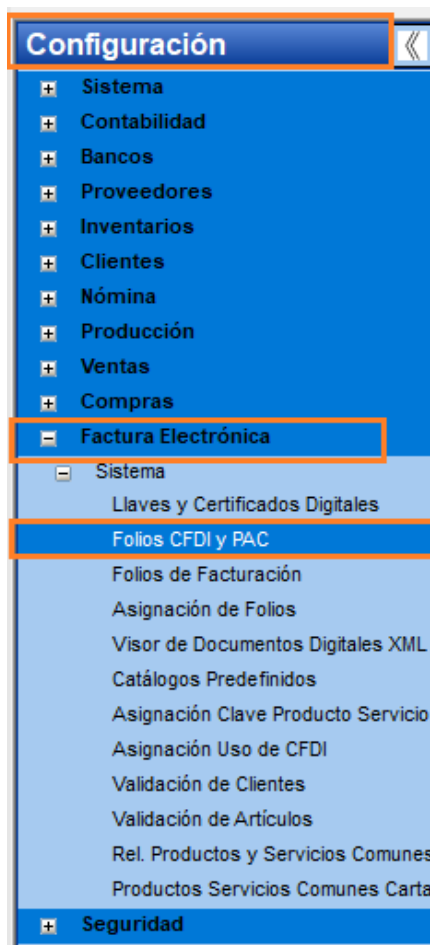 Configuración
Sistema
Contabilidad
Bancos
Proveedores
Inventarios
Clientes
Nómina
Producción
Ventas
Compras
Factura Electrónica
Sistema
Llaves y Certificados Digitales
Folios CFDI y PAC
Folios de Facturación
Asignación de Folios
Visor de Documentos Digitales XML
Catálogos Predefinidos
Asignación Clave Producto Servicio
Asignación Uso de CFDI
Validación de Clientes
Validación de Artículos
Rel. Productos y Servicios Comunes
Productos Servicios Comunes Carta
Seguridad